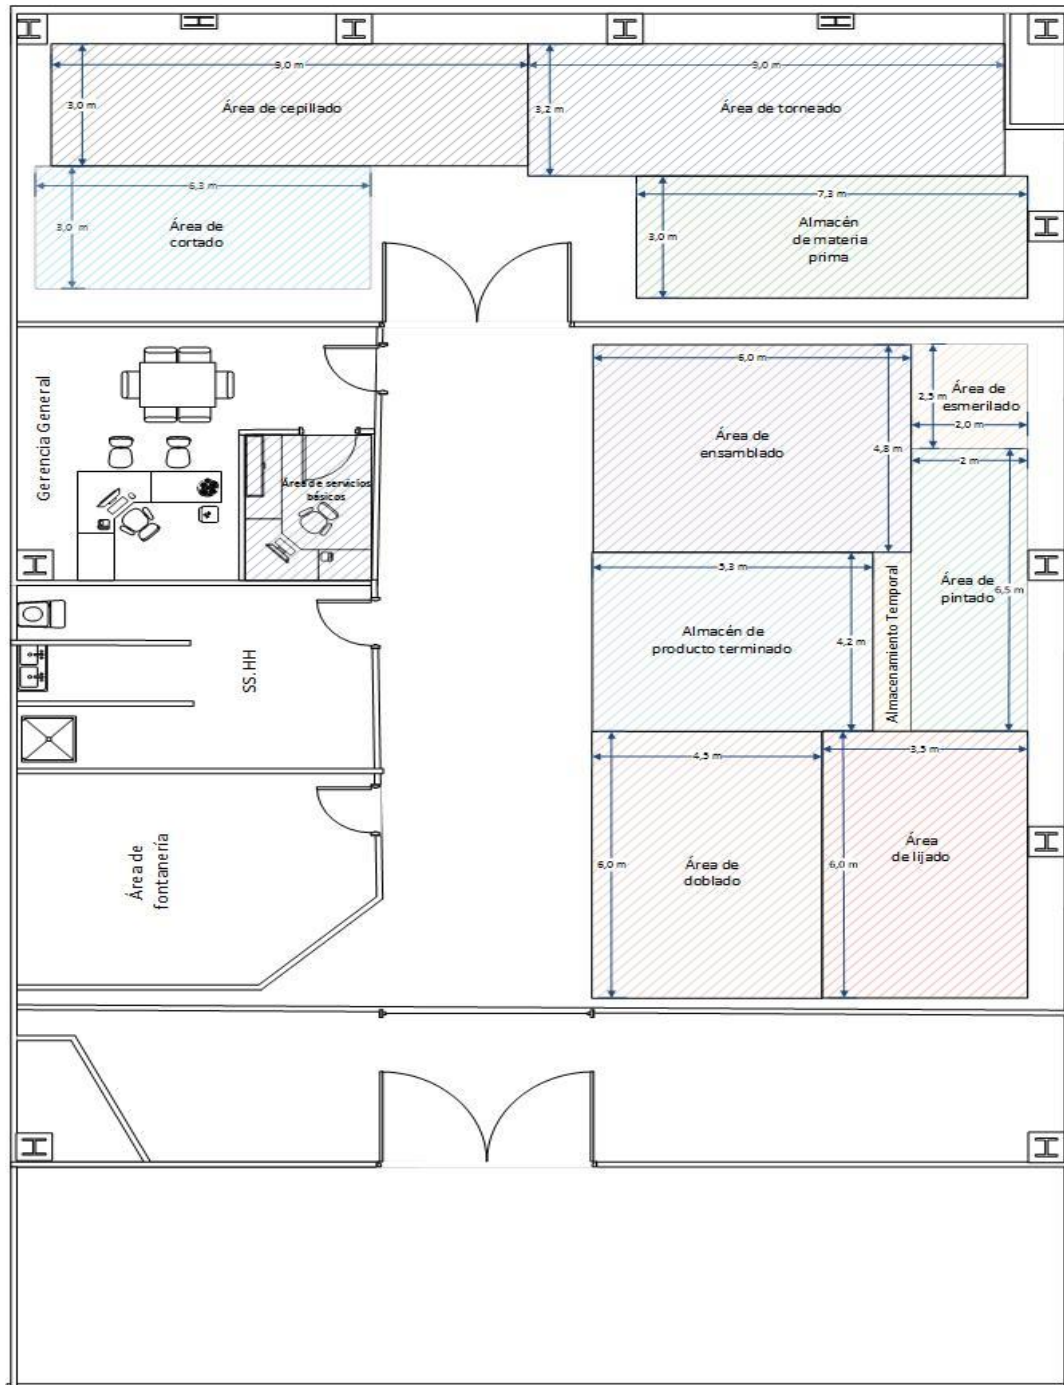 9,0 m
9,0 m
3,0 m
Área de cepillado
3,2 m
Área de torneado
6,3 m
7,3 m
3,0 m
Área de
cortado
3,0 m
Almacén
de materia
prima
Gerencia General
Área de servicios
básicos
6,0 m
Área de
ensamblado
4,8 m
2,5 m
Área de
esmerilado
2,0 m
2 m
5,3 m
Almacén de
producto terminado
4,2 m
Almacenamiento Temporal
Área de
pintado
6,5 m
SS.HH
4,5 m
3,5 m
Área de
fontanería
6,0 m
Área de
doblado
6,0 m
Área
de lijado